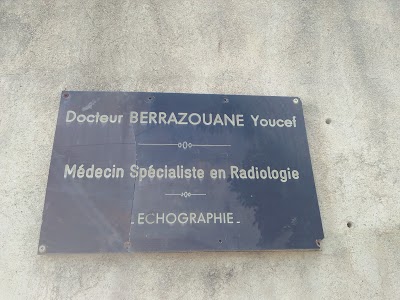 Docteur BERRAZOUANE Youcef
Médecin Spécialiste en Radiologie
ECHOGRAPHIE